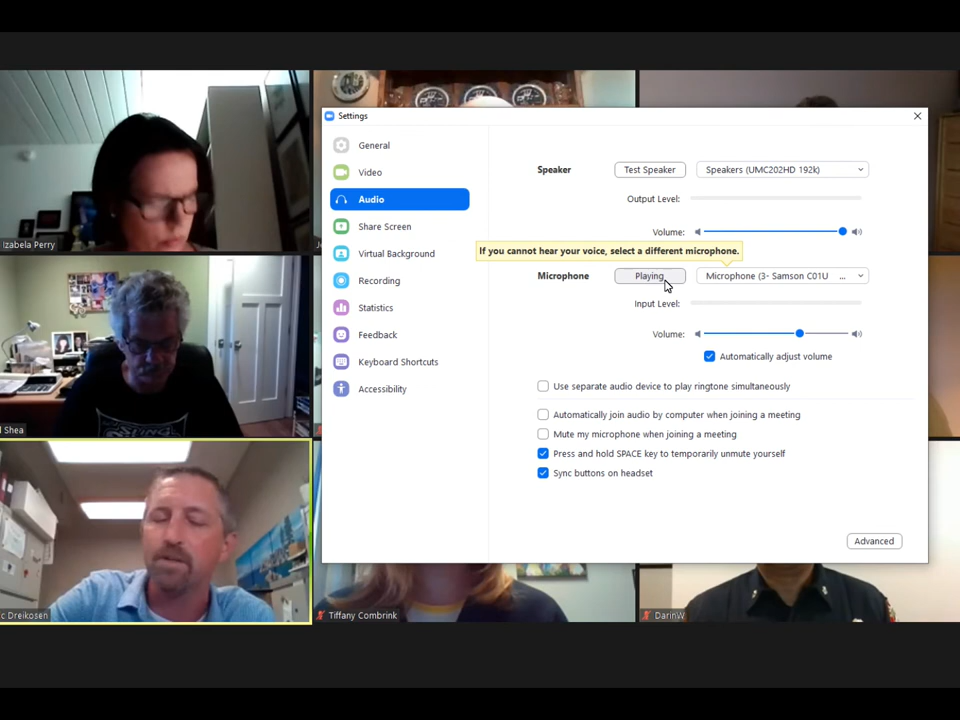 Settings
General
Video
Audio
Share Screen
Virtual Background
Recording
Statistics
Feedback
Keyboard Shortcuts
Accessibility
Speaker
Test Speaker
Speakers (UMC202HD 192k)
Output Level:
Volume:
If you cannot hear your voice, select a different microphone.
Microphone
Playing
Microphone (3- Samson C01U ...
Input Level:
Volume:
Automatically adjust volume
Use separate audio device to play ringtone simultaneously
Automatically join audio by computer when joining a meeting
Mute my microphone when joining a meeting
Press and hold SPACE key to temporarily unmute yourself
Sync buttons on headset
Advanced
Izabela Perry
Shea
Dreikosen
Tiffany Combrink
DarinW